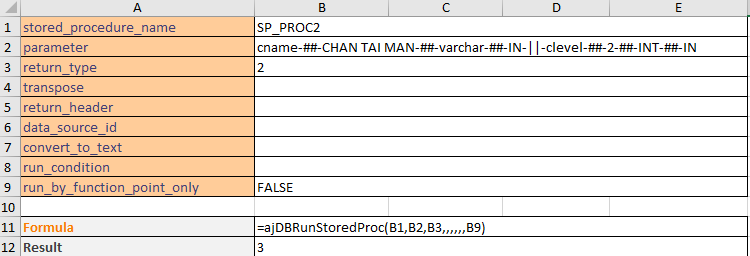 A B C D E
1 stored_procedure_name SP_PROC2
2 parameter cname-##-CHAN TAI MAN-##-varchar-##-IN-||-clevel-##-2-##-INT-##-IN
3 return_type 2
4 transpose
5 return_header
6 data_source_id
7 convert_to_text
8 run_condition
9 run_by_function_point_only FALSE
10
11 Formula =ajDBRunStoredProc(B1,B2,B3,,,,,,B9)
12 Result 3